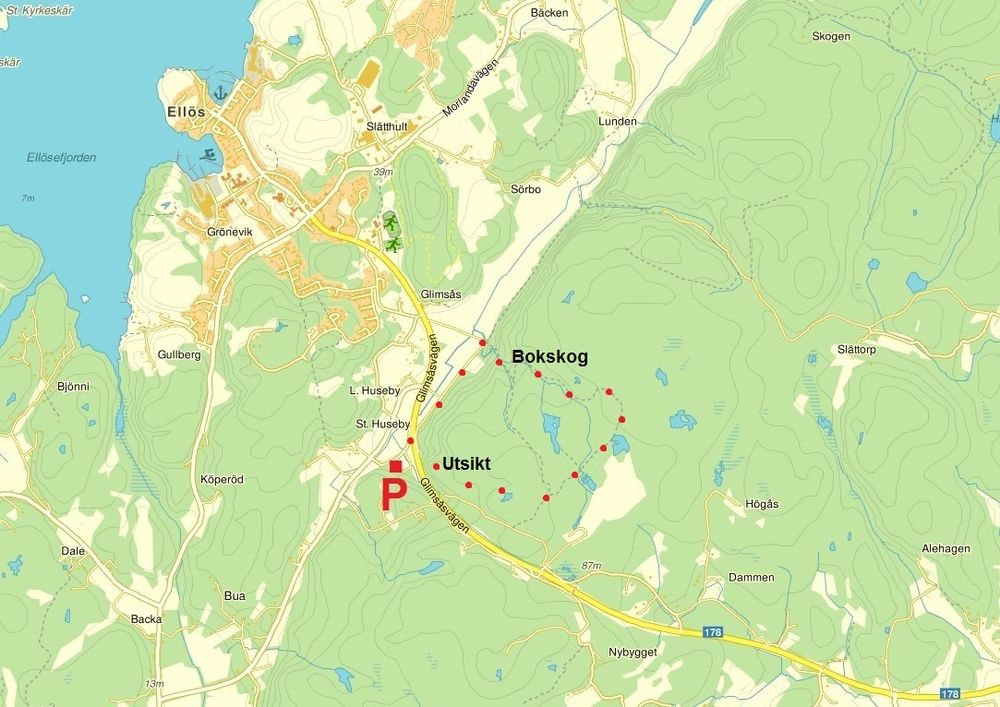 St. Kyrkeskär
skär
Bäcken
Skogen
Morlandavägen
Ellös
Slätthult
Lunden
Ellösefjorden
39m
7m
Sörbo
Grönevik
Glimsås
Gullberg
Glimsåsvägen
Bokskog
Slättorp
Bjönni
L. Huseby
St. Huseby
Utsikt
Köperöd
P
Glimsåsvägen
Högås
Dale
Alehagen
87m
Dammen
Bua
Backa
178
Nybygget
13m
178